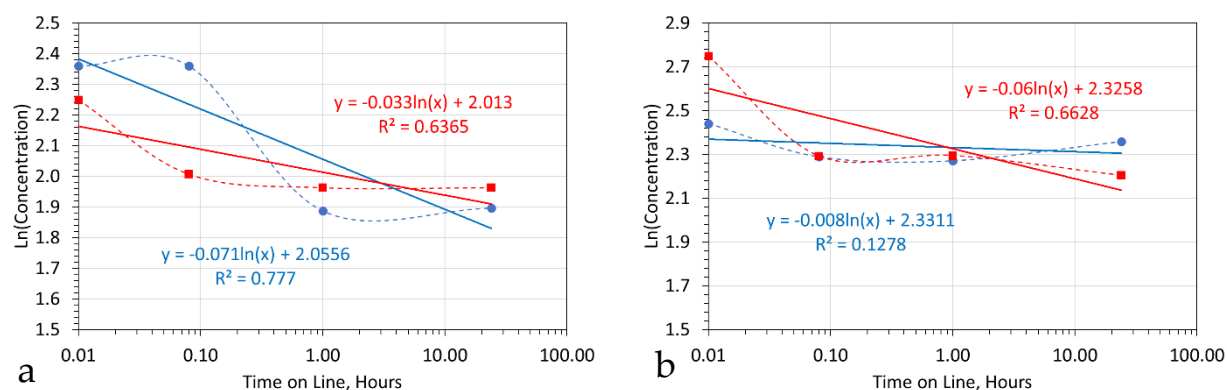 2.5
2.4
2.3
2.2
2.1
2.0
1.9
1.8
1.7
1.6
1.5
Ln(Concentration)
y = -0.033ln(x) + 2.013
R² = 0.6365
y = -0.071ln(x) + 2.0556
R² = 0.777
0.01 0.10 1.00 10.00 100.00
Time on Line, Hours
a
2.9
2.7
2.5
2.3
2.1
1.9
1.7
1.5
Ln(Concentration)
y = -0.06ln(x) + 2.3258
R² = 0.6628
y = -0.008ln(x) + 2.3311
R² = 0.1278
0.01 0.10 1.00 10.00 100.00
Time on Line, Hours
b